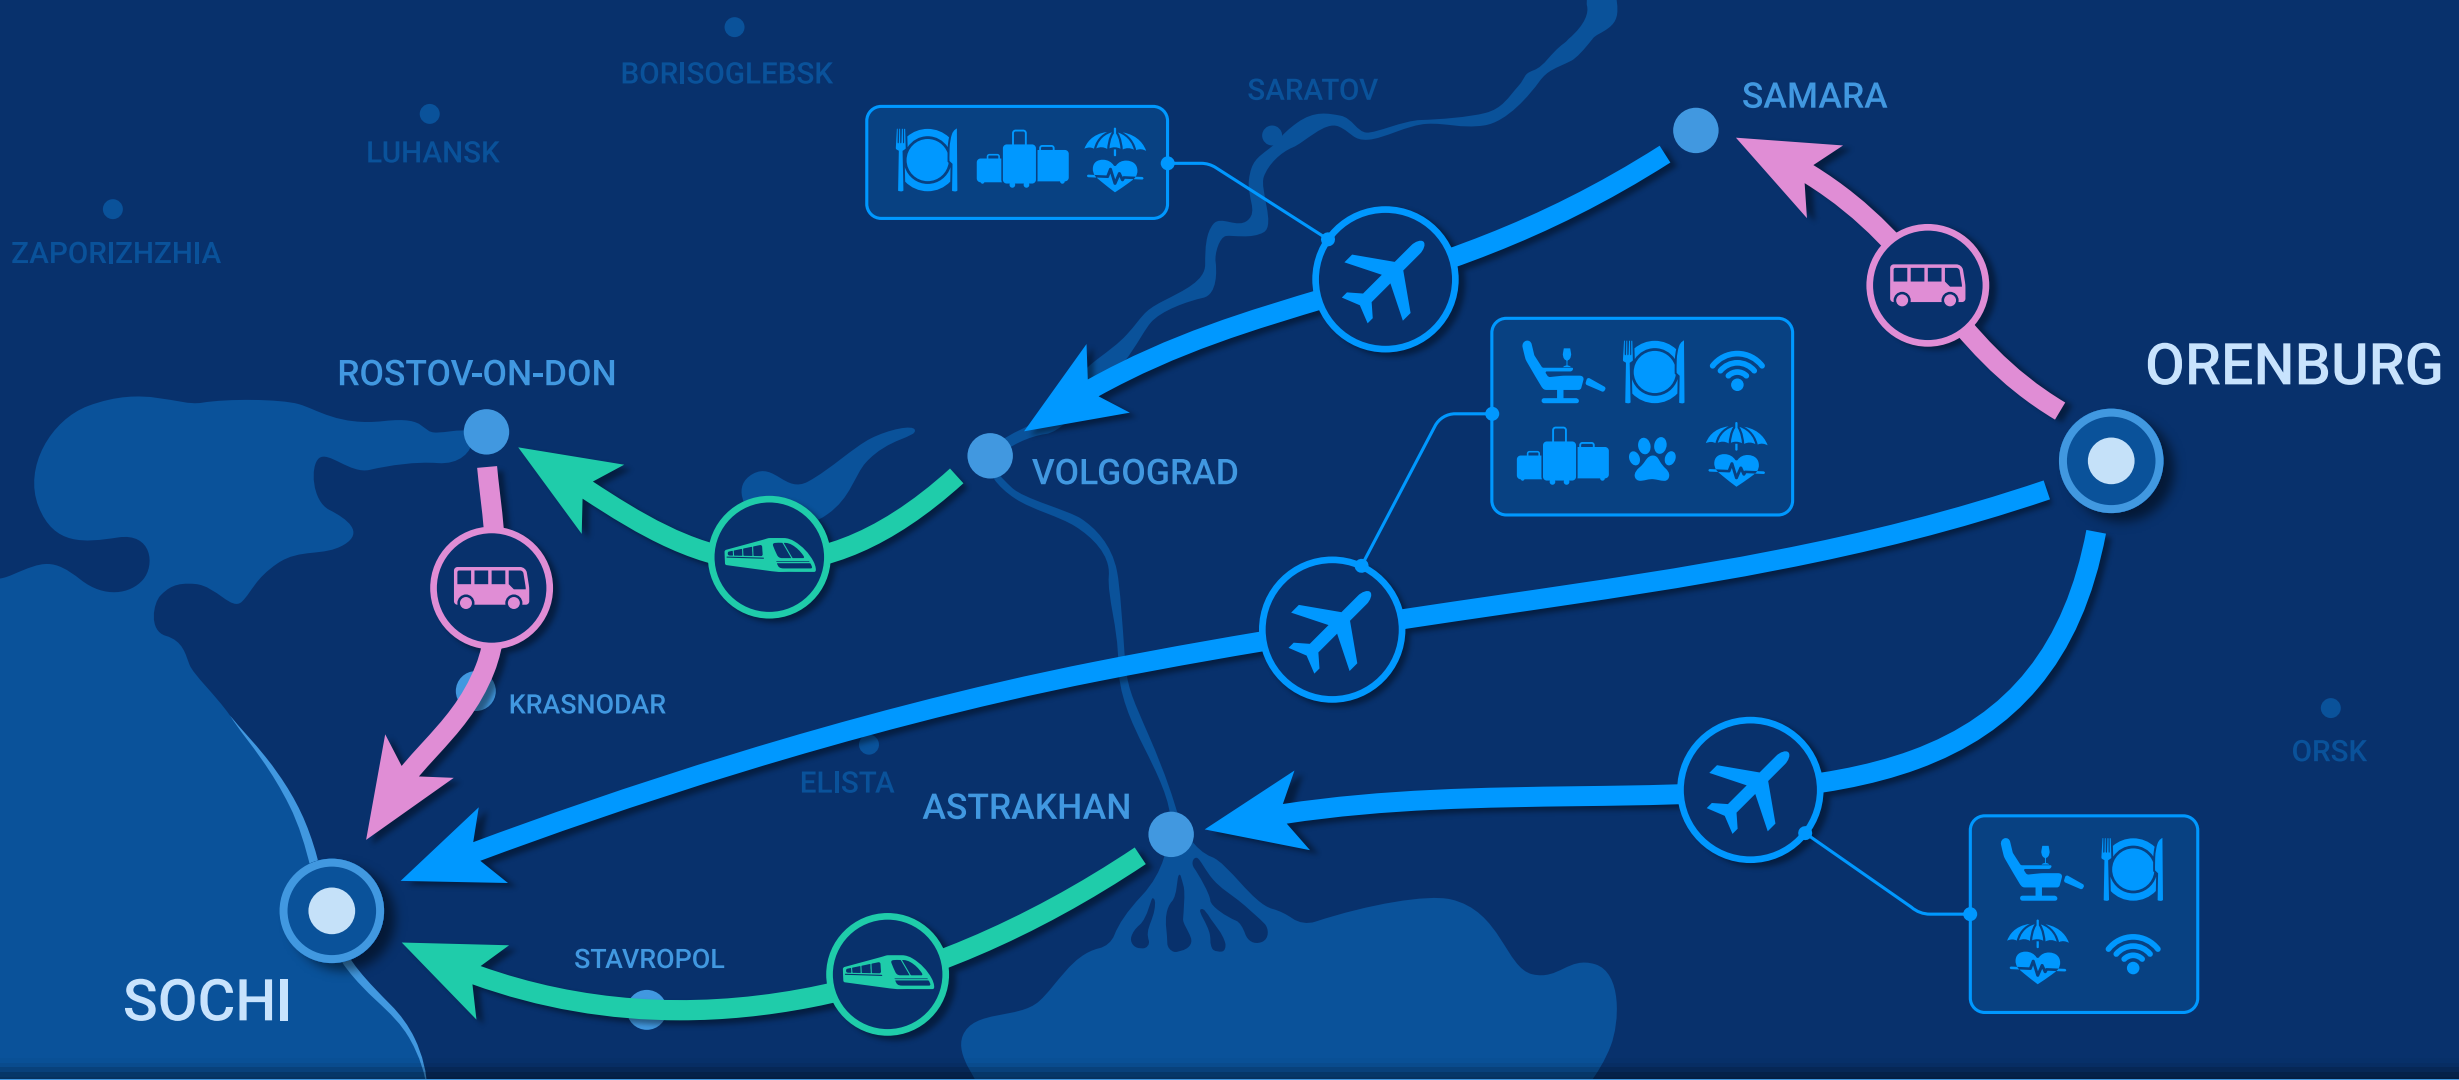 BORISOGLEBSK
SARATOV
SAMARA
LUHANSK
ZAPORIZHZHIA
ROSTOV-ON-DON
ORENBURG
VOLGOGRAD
KRASNODAR
ORSK
ELISTA
ASTRAKHAN
STAVROPOL
SOCHI